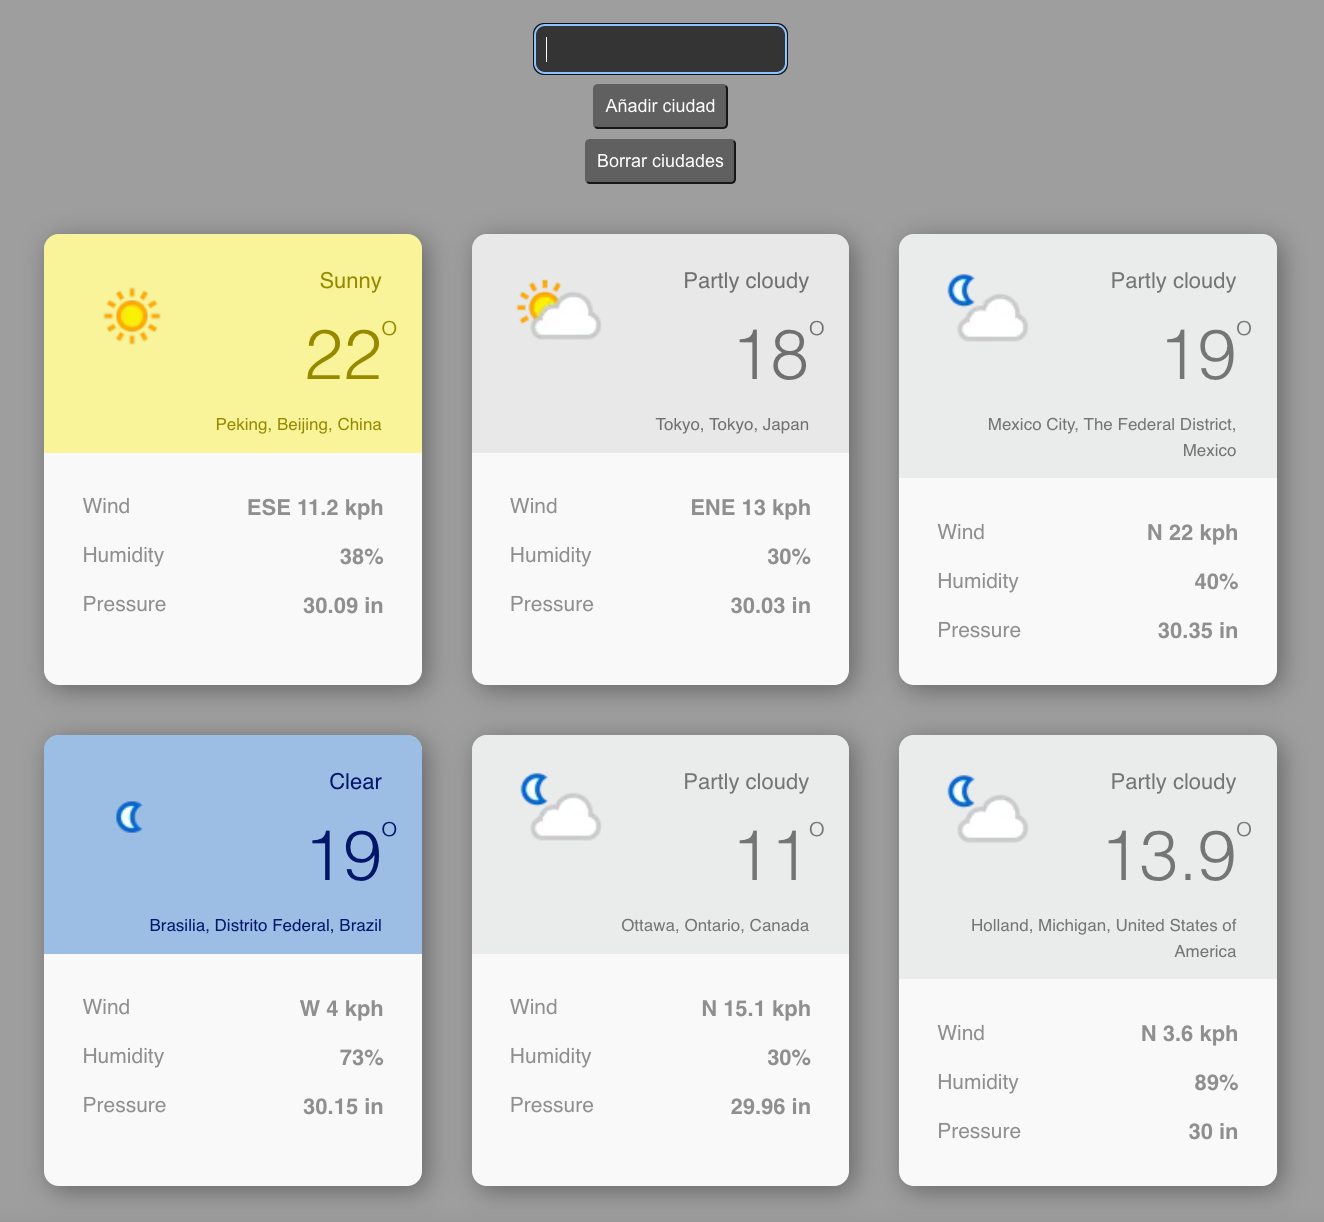 Añadir ciudad
Borrar ciudades
Sunny
22°
Peking, Beijing, China
Wind ESE 11.2 kph
Humidity 38%
Pressure 30.09 in
Partly cloudy
18°
Tokyo, Tokyo, Japan
Wind ENE 13 kph
Humidity 30%
Pressure 30.03 in
Partly cloudy
19°
Mexico City, The Federal District,
Mexico
Wind N 22 kph
Humidity 40%
Pressure 30.35 in
Clear
19°
Brasilia, Distrito Federal, Brazil
Wind W 4 kph
Humidity 73%
Pressure 30.15 in
Partly cloudy
11°
Ottawa, Ontario, Canada
Wind N 15.1 kph
Humidity 30%
Pressure 29.96 in
Partly cloudy
13.9°
Holland, Michigan, United States of
America
Wind N 3.6 kph
Humidity 89%
Pressure 30 in